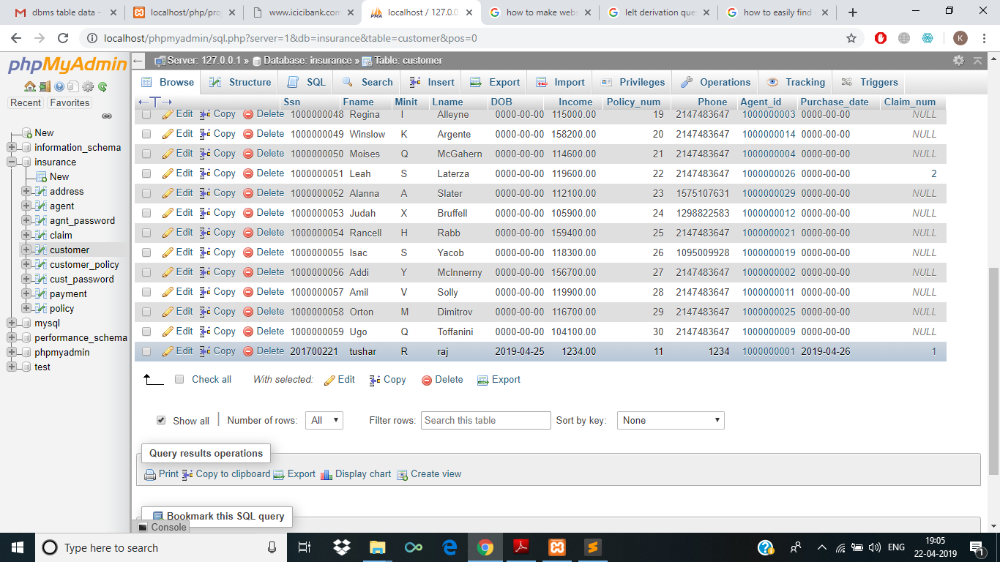 dbms table data - localhost/php/pro www.icicibank.com localhost / 127.0.0 how to make webs lelt derivation que how to easily find
localhost/phpmyadmin/sql.php?server=1&db=insurance&table=customer&pos=0 K
phpMyAdmin
Recent Favorites
New
information_schema
insurance
New
address
agent
agnt_password
claim
customer
customer_policy
cust_password
payment
policy
mysql
performance_schema
phpmyadmin
test
Server: 127.0.0.1 » Database: insurance » Table: customer
Browse Structure SQL Search Insert Export Import Privileges Operations Tracking Triggers
Ssn Fname Minit Lname DOB Income Policy_num Phone Agent_id Purchase_date Claim_num
Edit Copy Delete 1000000048 Regina I Alleyne 0000-00-00 115000.00 19 2147483647 1000000003 0000-00-00 NULL
Edit Copy Delete 1000000049 Winslow K Argente 0000-00-00 158200.00 20 2147483647 1000000014 0000-00-00 NULL
Edit Copy Delete 1000000050 Moises Q McGahern 0000-00-00 114600.00 21 2147483647 1000000004 0000-00-00 NULL
Edit Copy Delete 1000000051 Leah S Laterza 0000-00-00 119600.00 22 2147483647 1000000026 0000-00-00 2
Edit Copy Delete 1000000052 Alanna A Slater 0000-00-00 112100.00 23 1575107631 1000000029 0000-00-00 NULL
Edit Copy Delete 1000000053 Judah X Bruffell 0000-00-00 105900.00 24 1298822583 1000000012 0000-00-00 NULL
Edit Copy Delete 1000000054 Rancell H Rabb 0000-00-00 159400.00 25 2147483647 1000000021 0000-00-00 NULL
Edit Copy Delete 1000000055 Isac S Yacob 0000-00-00 118300.00 26 1095009928 1000000019 0000-00-00 NULL
Edit Copy Delete 1000000056 Addi Y McInnerny 0000-00-00 156700.00 27 2147483647 1000000002 0000-00-00 NULL
Edit Copy Delete 1000000057 Amil V Solly 0000-00-00 119900.00 28 2147483647 1000000011 0000-00-00 NULL
Edit Copy Delete 1000000058 Orton M Dimitrov 0000-00-00 116700.00 29 2147483647 1000000025 0000-00-00 NULL
Edit Copy Delete 1000000059 Ugo Q Toffanini 0000-00-00 104100.00 30 2147483647 1000000009 0000-00-00 NULL
Edit Copy Delete 201700221 tushar R raj 2019-04-25 1234.00 11 1234 1000000001 2019-04-26 1
Check all With selected: Edit Copy Delete Export
Show all Number of rows: All Filter rows: Search this table Sort by key: None
Query results operations
Print Copy to clipboard Export Display chart Create view
Bookmark this SQL query
Console
Type here to search ENG 19:05
22-04-2019 1